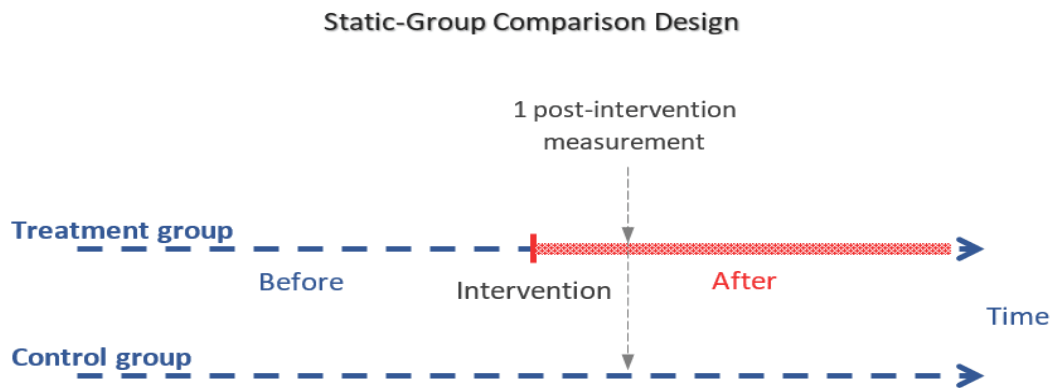 Static-Group Comparison Design
1 post-intervention
measurement
Treatment group
Before
Intervention
After
Time
Control group